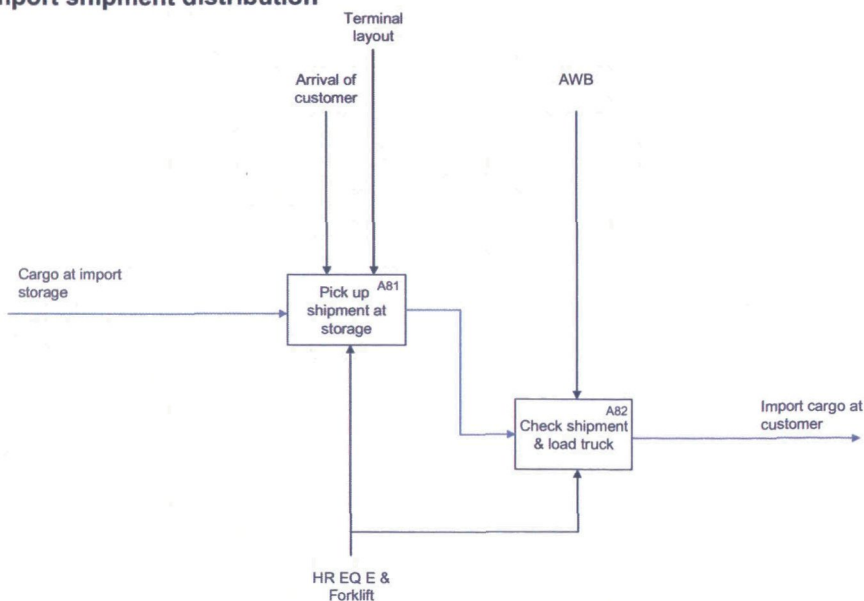 mport shipment distribution
Terminal
layout
Arrival of
customer
AWB
Cargo at import
storage
A81
Pick up
shipment at
storage
A82
Check shipment
& load truck
Import cargo at
customer
HR EQ E &
Forklift